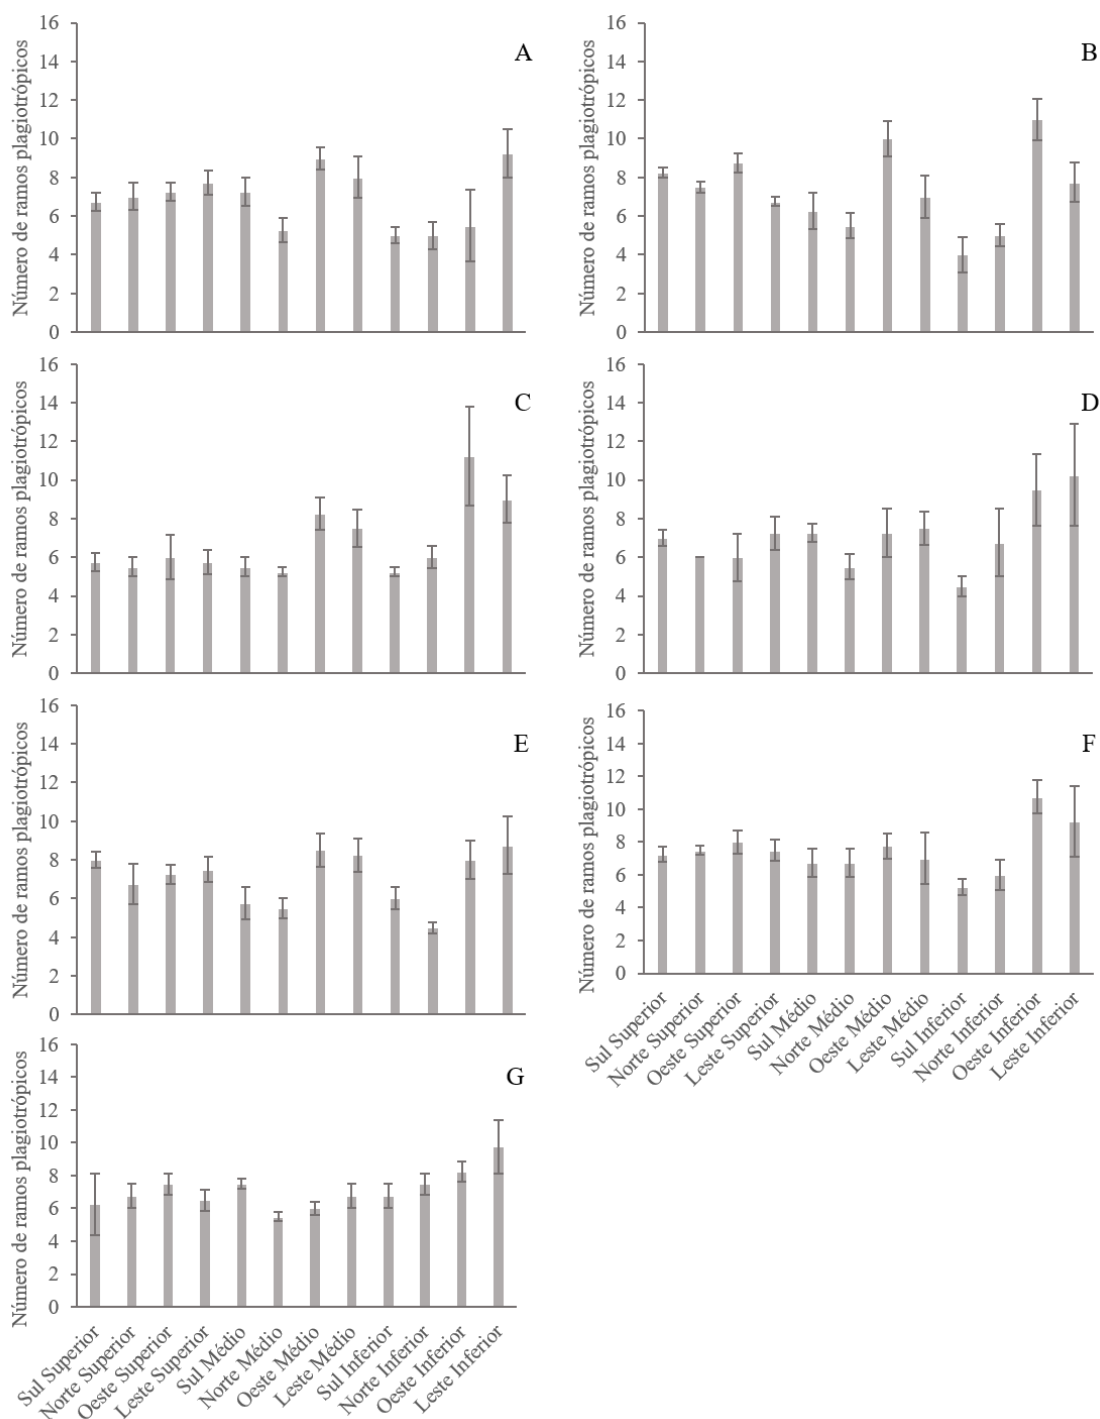 Número de ramos plagiotrópicos
16
14
12
10
8
6
4
2
0
A
Número de ramos plagiotrópicos
16
14
12
10
8
6
4
2
0
B
Número de ramos plagiotrópicos
16
14
12
10
8
6
4
2
0
C
Número de ramos plagiotrópicos
16
14
12
10
8
6
4
2
0
D
Número de ramos plagiotrópicos
16
14
12
10
8
6
4
2
0
E
Número de ramos plagiotrópicos
16
14
12
10
8
6
4
2
0
F
Sul Superior
Norte Superior
Oeste Superior
Leste Superior
Sul Médio
Norte Médio
Oeste Médio
Leste Médio
Sul Inferior
Norte Inferior
Oeste Inferior
Leste Inferior
Número de ramos plagiotrópicos
16
14
12
10
8
6
4
2
0
G
Sul Superior
Norte Superior
Oeste Superior
Leste Superior
Sul Médio
Norte Médio
Oeste Médio
Leste Médio
Sul Inferior
Norte Inferior
Oeste Inferior
Leste Inferior